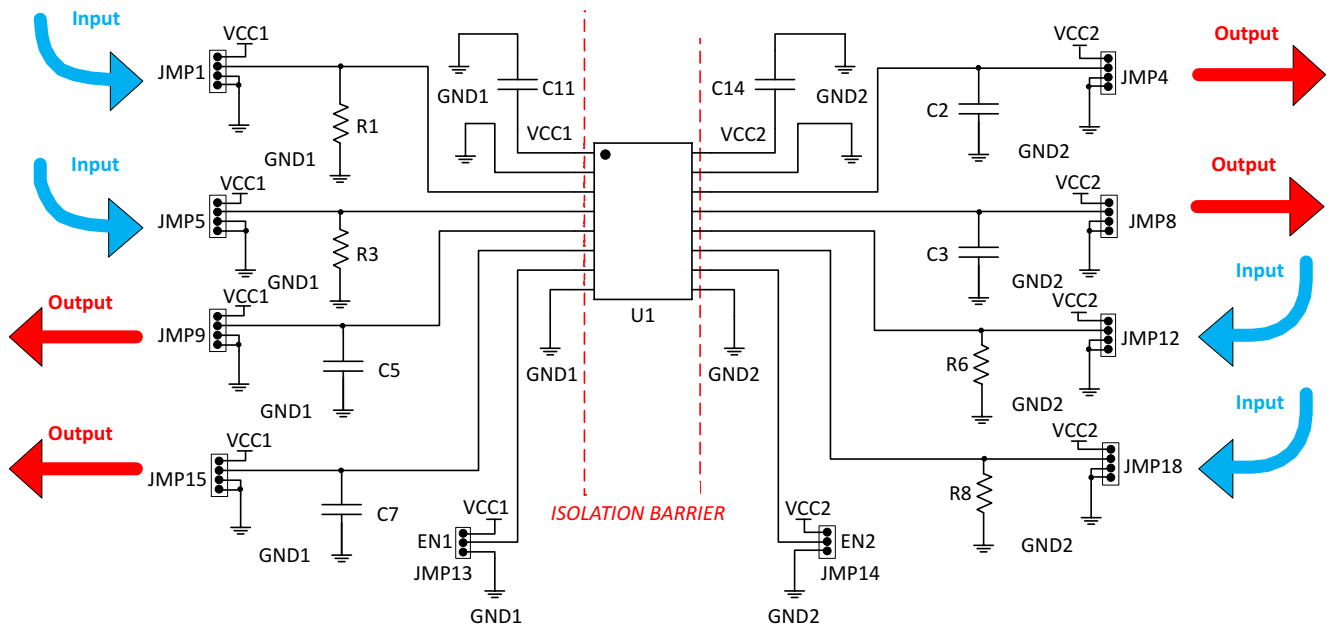 Input
VCC1
JMP1
R1
GND1
Input
VCC1
JMP5
R3
GND1
Output
VCC1
JMP9
C5
GND1
Output
VCC1
JMP15
C7
GND1
GND1
C11
VCC1
C14
GND2
VCC2
U1
GND1
GND2
ISOLATION BARRIER
VCC1
EN1
JMP13
GND1
VCC2
EN2
JMP14
GND2
VCC2
JMP4
Output
C2
GND2
VCC2
JMP8
Output
C3
GND2
Input
VCC2
JMP12
R6
GND2
Input
VCC2
JMP18
R8
GND2